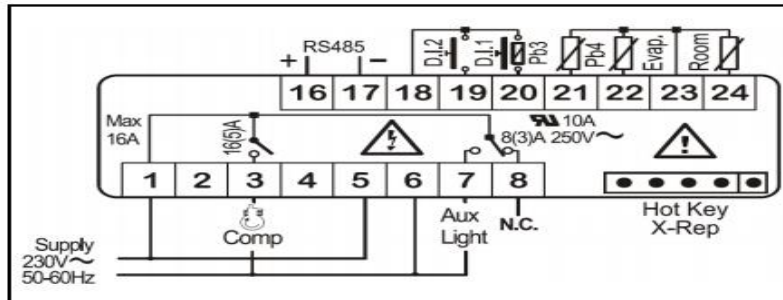 + RS485 −
D.I.2
D.I.1
Pb3
Pb4
Evap.
Room
16 17 18 19 20 21 22 23 24
Max
16A
16(5)A
10A
8(3)A 250V~
1 2 3 4 5 6 7 8
Comp
Aux
Light
N.C.
Hot Key
X-Rep
Supply
230V~
50-60Hz